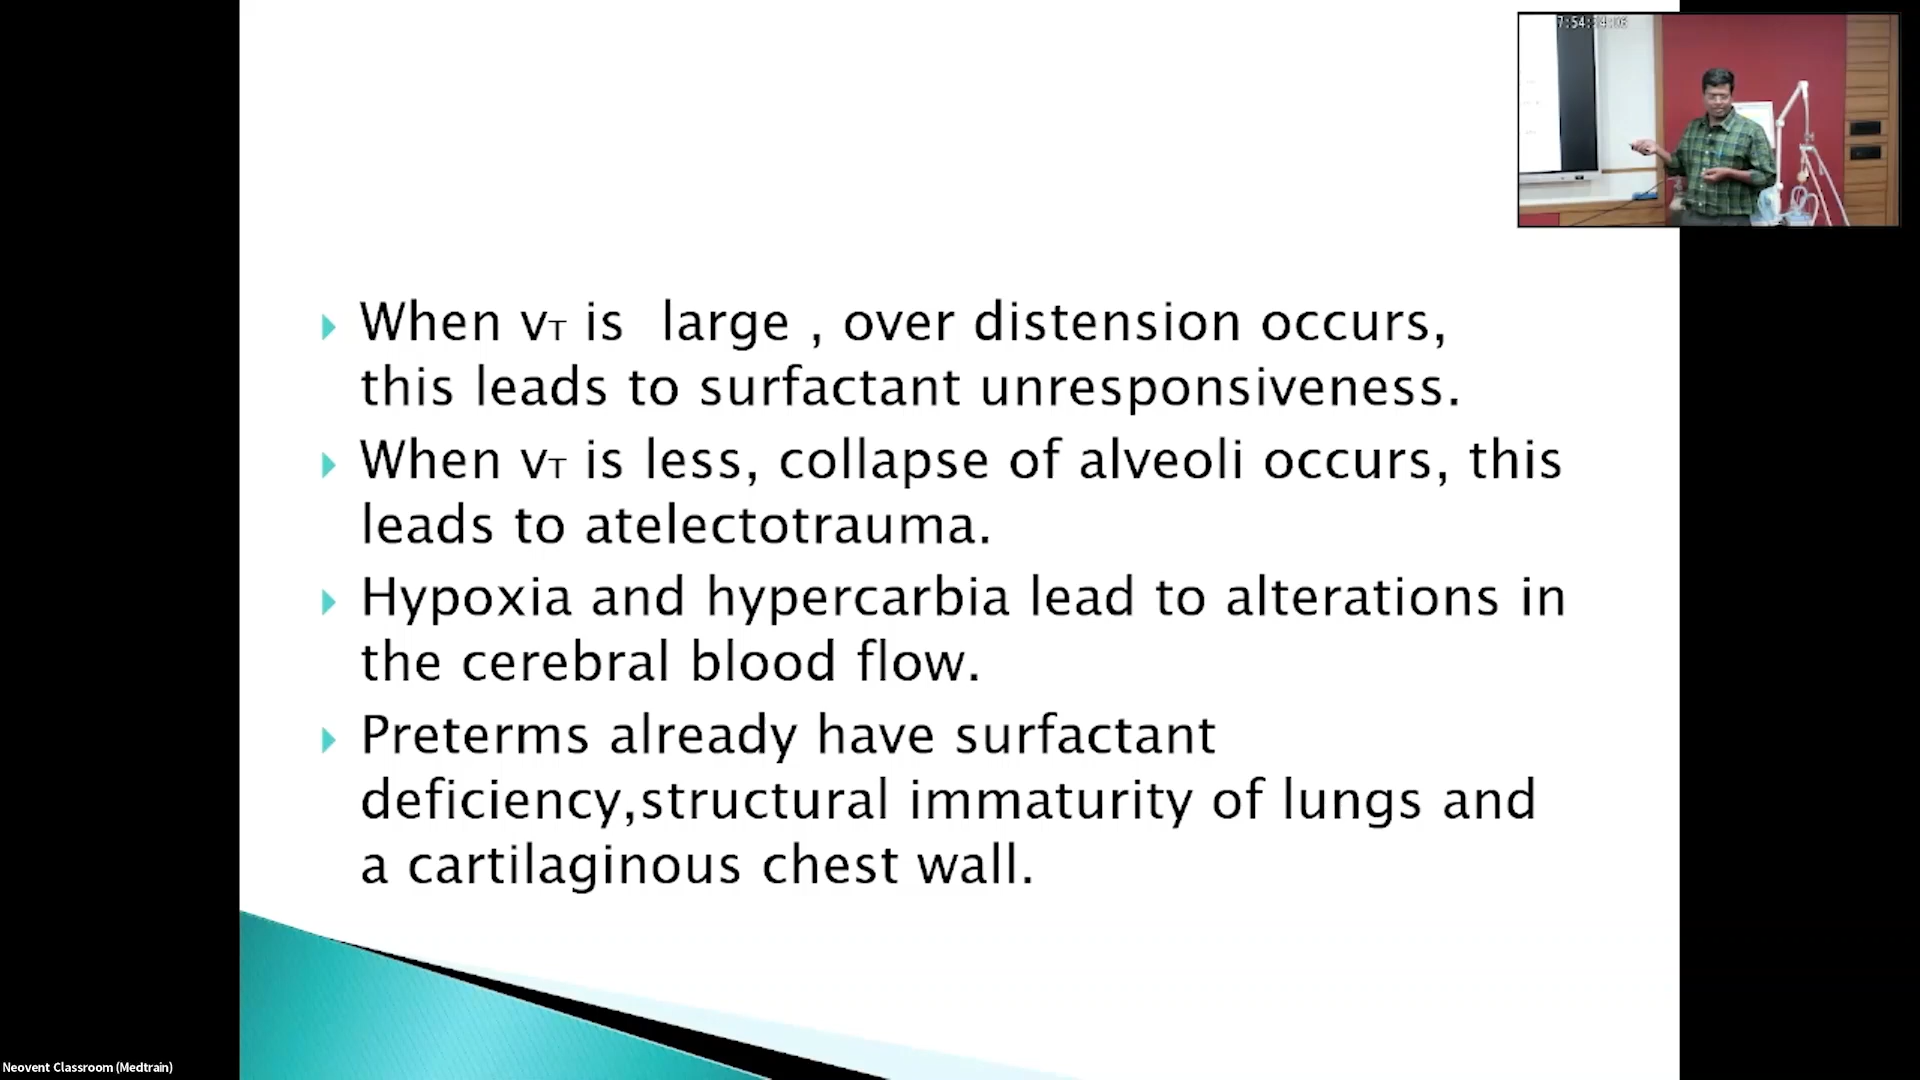 When vT is large , over distension occurs,
this leads to surfactant unresponsiveness.
When vT is less, collapse of alveoli occurs, this
leads to atelectotrauma.
Hypoxia and hypercarbia lead to alterations in
the cerebral blood flow.
Preterms already have surfactant
deficiency,structural immaturity of lungs and
a cartilaginous chest wall.
Neovent Classroom (Medtrain)